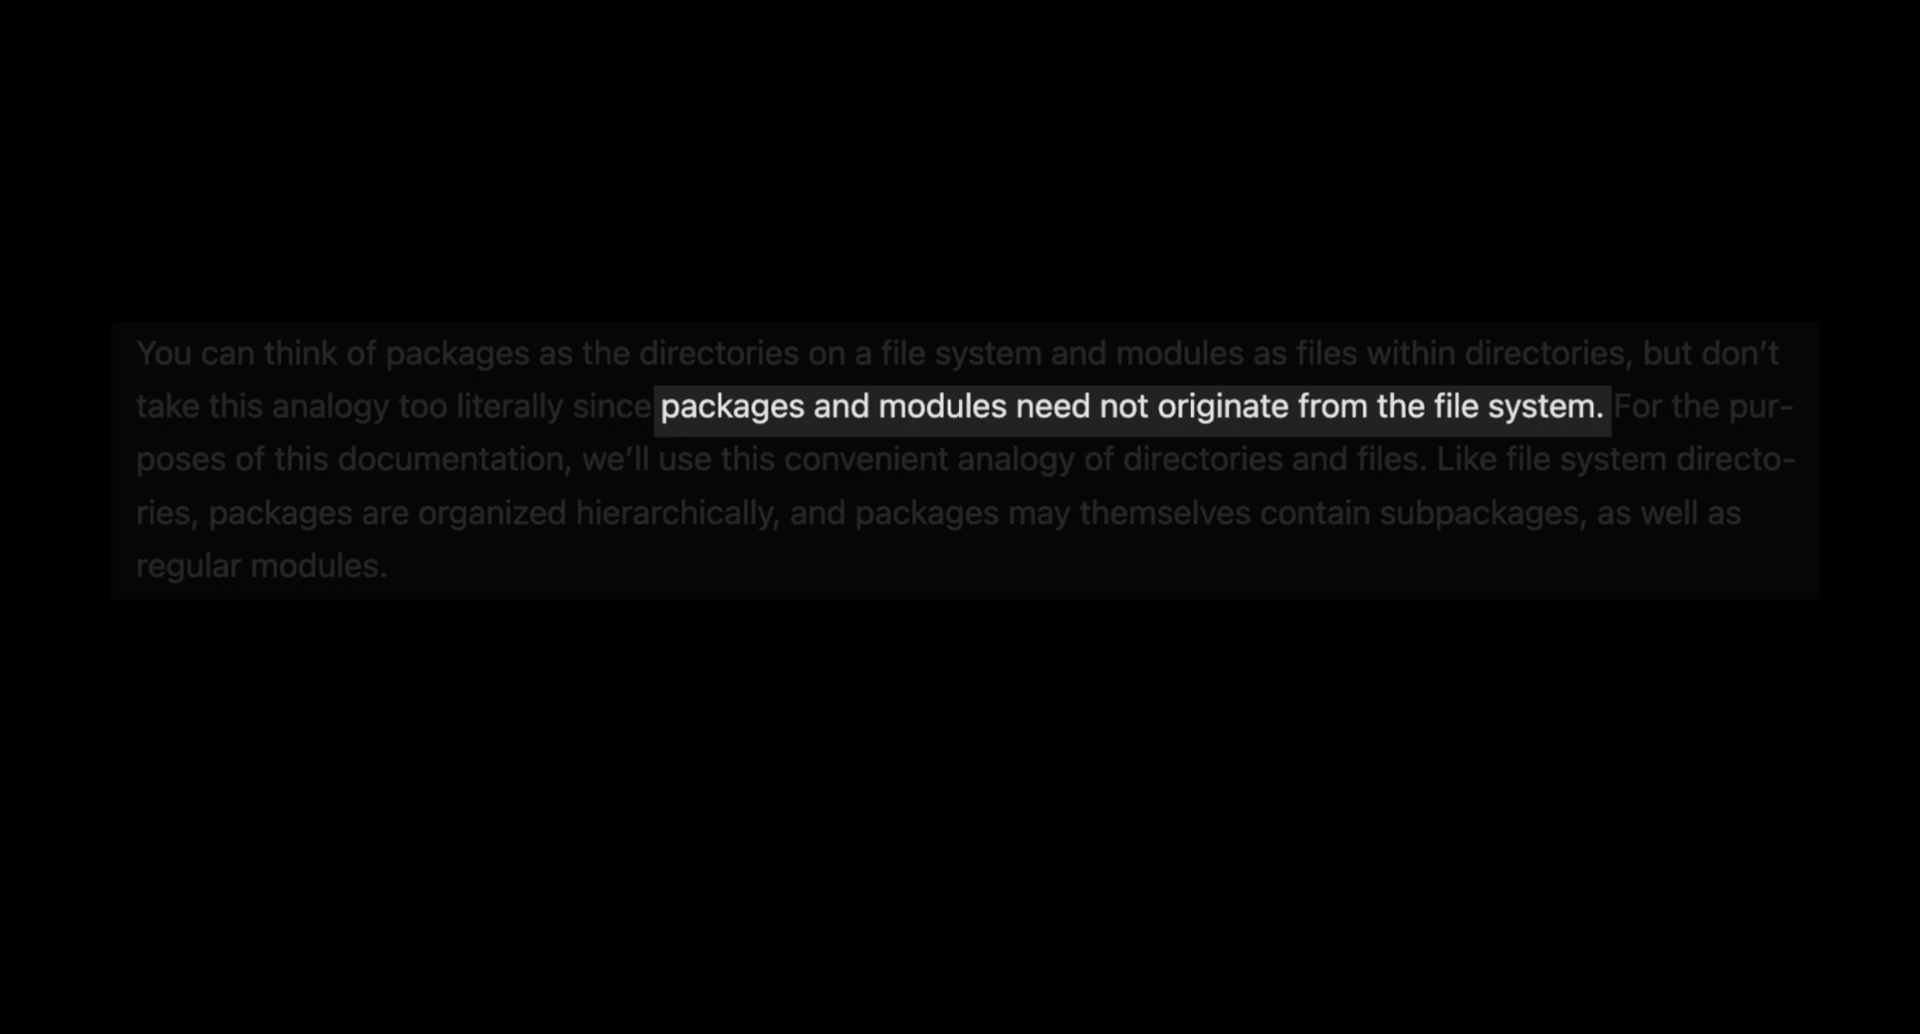 You can think of packages as the directories on a file system and modules as files within directories, but don’t
take this analogy too literally since packages and modules need not originate from the file system. For the pur-
poses of this documentation, we’ll use this convenient analogy of directories and files. Like file system directo-
ries, packages are organized hierarchically, and packages may themselves contain subpackages, as well as
regular modules.